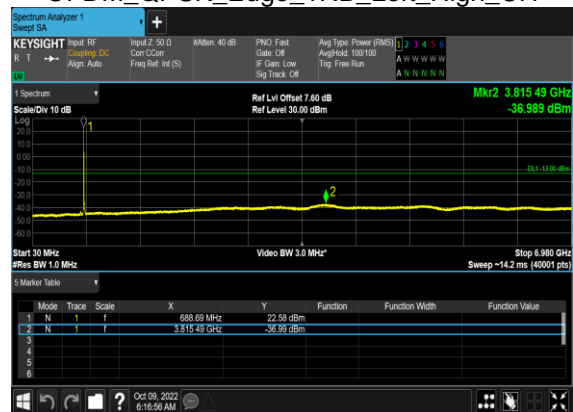 Spectrum Analyzer 1
Swept SA
+
KEYSIGHT Input: RF Input Z: 50 Ω #Atten: 40 dB PNO: Fast Avg Type: Power (RMS) 1 2 3 4 5 6
R T Coupling: DC Corr CCorr Gate: Off Avg|Hold: 100/100 A W W W W W
Align: Auto Freq Ref: Int (S) IF Gain: Low Trig: Free Run
LW Sig Track: Off A N N N N N
1 Spectrum Ref Lvl Offset 7.60 dB Mkr2 3.815 49 GHz
Scale/Div 10 dB Ref Level 30.00 dBm -36.989 dBm
Log
20.0
10.0
0.00
-10.0
-20.0
-30.0
-40.0
-50.0
-60.0
1
DL1 -13.00 dBm
2
Start 30 MHz Video BW 3.0 MHz* Stop 6.980 GHz
#Res BW 1.0 MHz Sweep ~14.2 ms (40001 pts)
5 Marker Table
Mode Trace Scale X Y Function Function Width Function Value
1 N 1 f 688.69 MHz 22.58 dBm
2 N 1 f 3.815 49 GHz -36.99 dBm
3
4
5
6
? Oct 09, 2022
6:16:56 AM